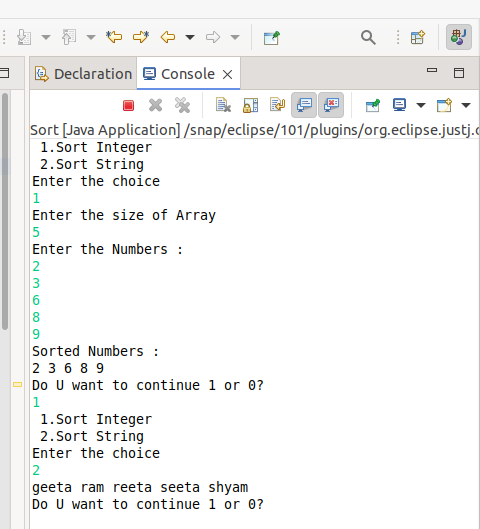 Declaration Console
Sort [Java Application] /snap/eclipse/101/plugins/org.eclipse.justj.
1.Sort Integer
2.Sort String
Enter the choice
1
Enter the size of Array
5
Enter the Numbers :
2
3
6
8
9
Sorted Numbers :
2 3 6 8 9
Do U want to continue 1 or 0?
1
1.Sort Integer
2.Sort String
Enter the choice
2
geeta ram reeta seeta shyam
Do U want to continue 1 or 0?